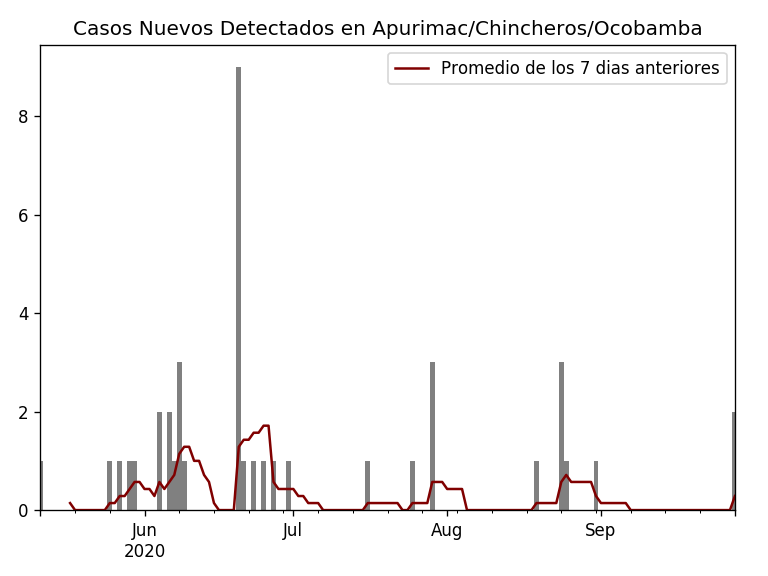 Casos Nuevos Detectados en Apurimac/Chincheros/Ocobamba
Promedio de los 7 dias anteriores
8
6
4
2
0
Jun
2020
Jul
Aug
Sep